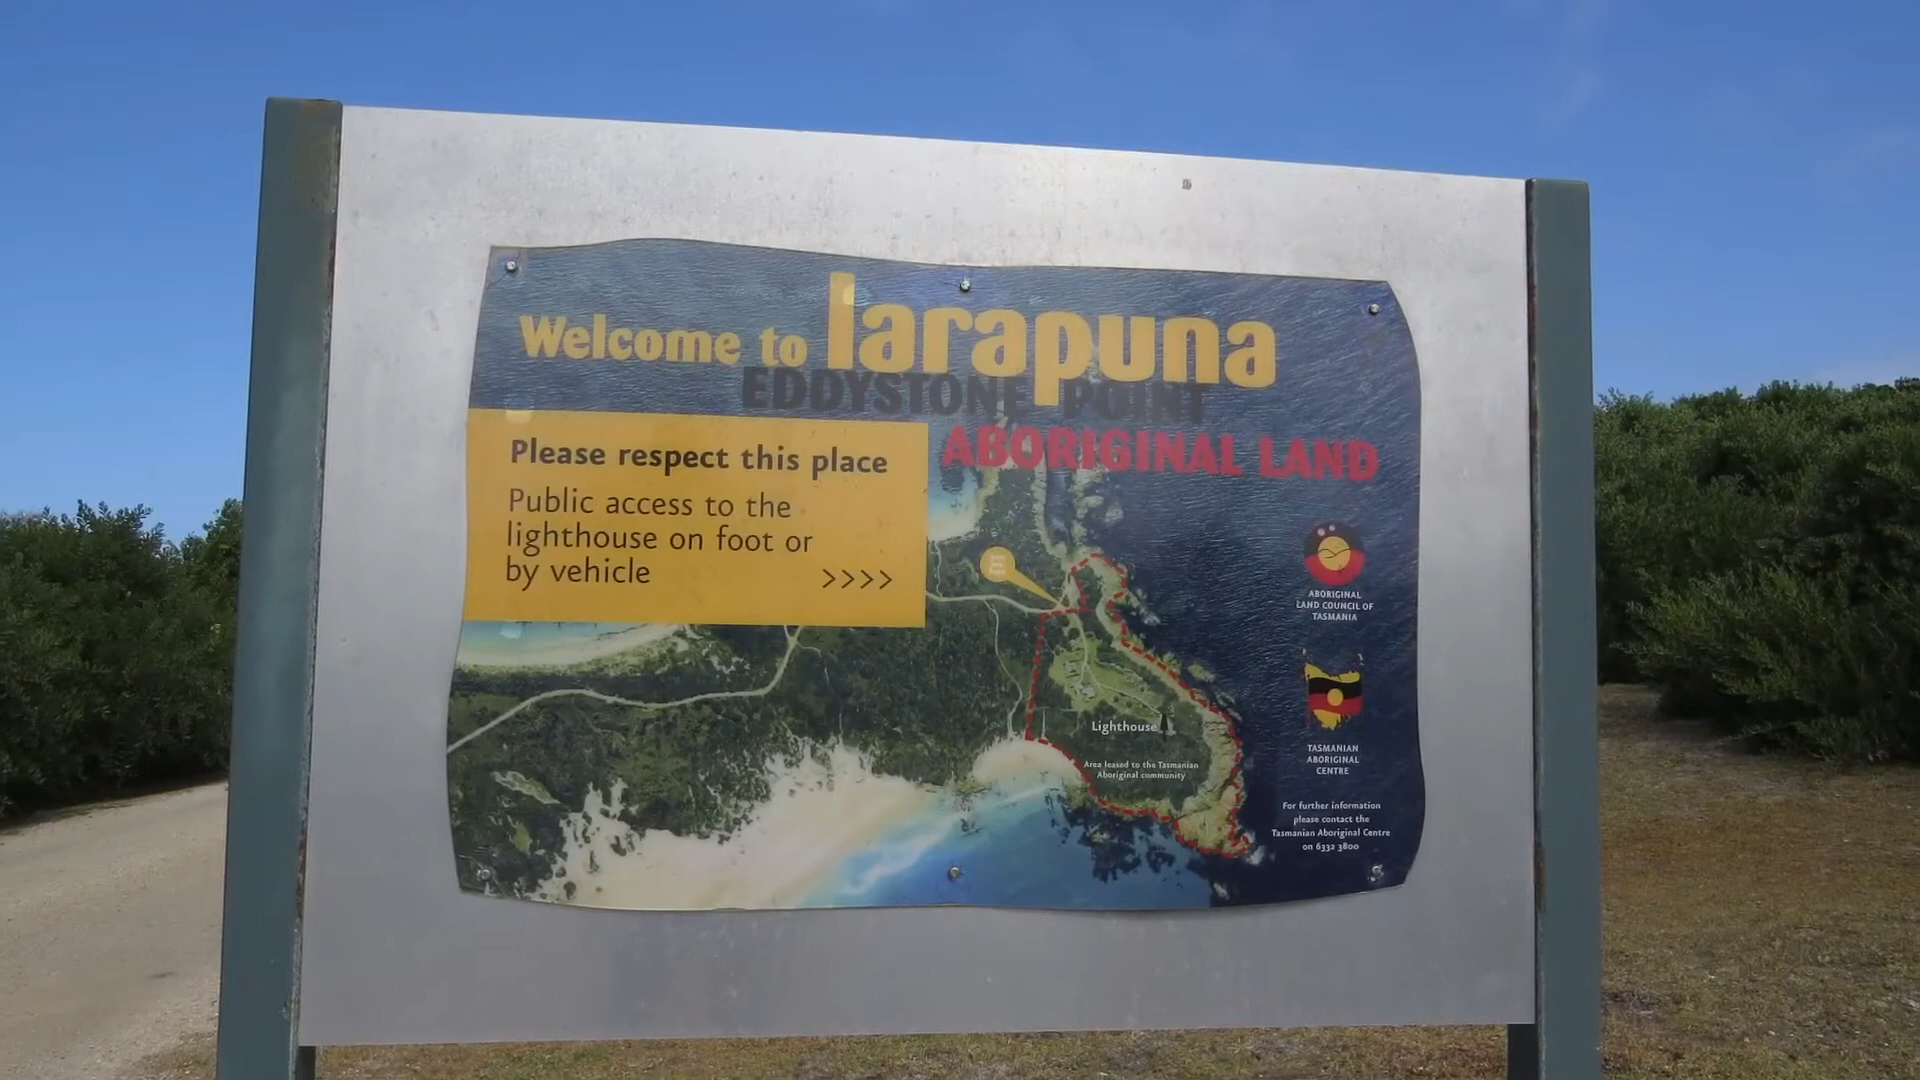 Welcome to larapuna
EDDYSTONE POINT
ABORIGINAL LAND
Please respect this place
Public access to the
lighthouse on foot or
by vehicle >>>>
ABORIGINAL
LAND COUNCIL OF
TASMANIA
Lighthouse
Area leased to the Tasmanian
Aboriginal community
TASMANIAN
ABORIGINAL
CENTRE
For further information
please contact the
Tasmanian Aboriginal Centre
on 6332 3800